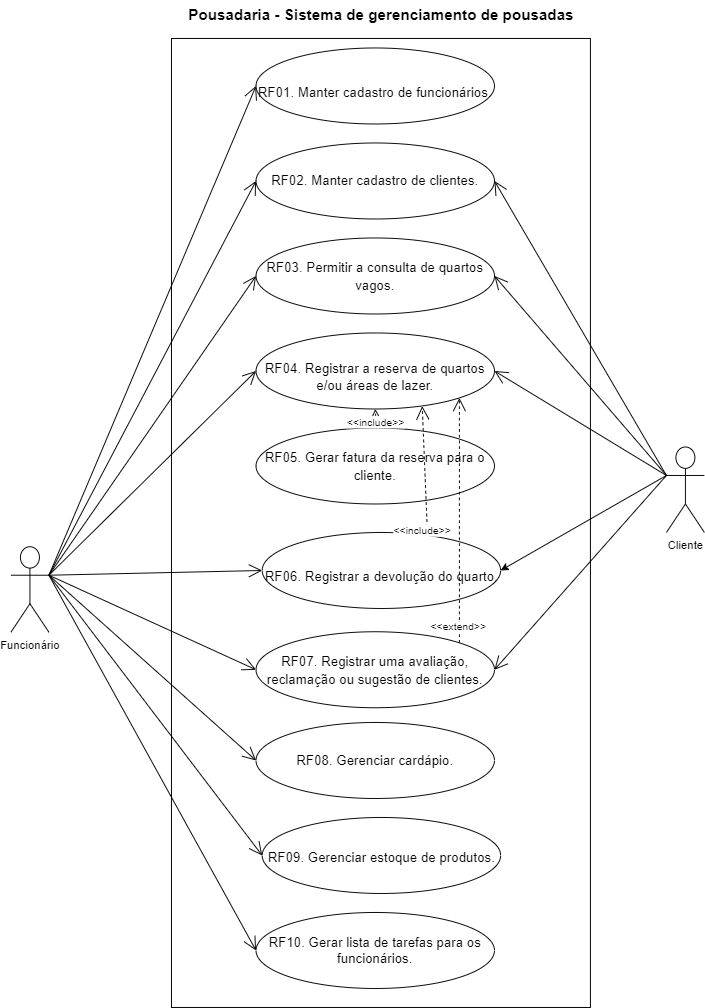 Pousadaria - Sistema de gerenciamento de pousadas
RF01. Manter cadastro de funcionários
RF02. Manter cadastro de clientes.
RF03. Permitir a consulta de quartos
vagos.
RF04. Registrar a reserva de quartos
e/ou áreas de lazer.
<<include>>
RF05. Gerar fatura da reserva para o
cliente.
<<include>>
Cliente
RF06. Registrar a devolução do quarto
<<extend>>
Funcionário
RF07. Registrar uma avaliação,
reclamação ou sugestão de clientes.
RF08. Gerenciar cardápio.
RF09. Gerenciar estoque de produtos.
RF10. Gerar lista de tarefas para os
funcionários.